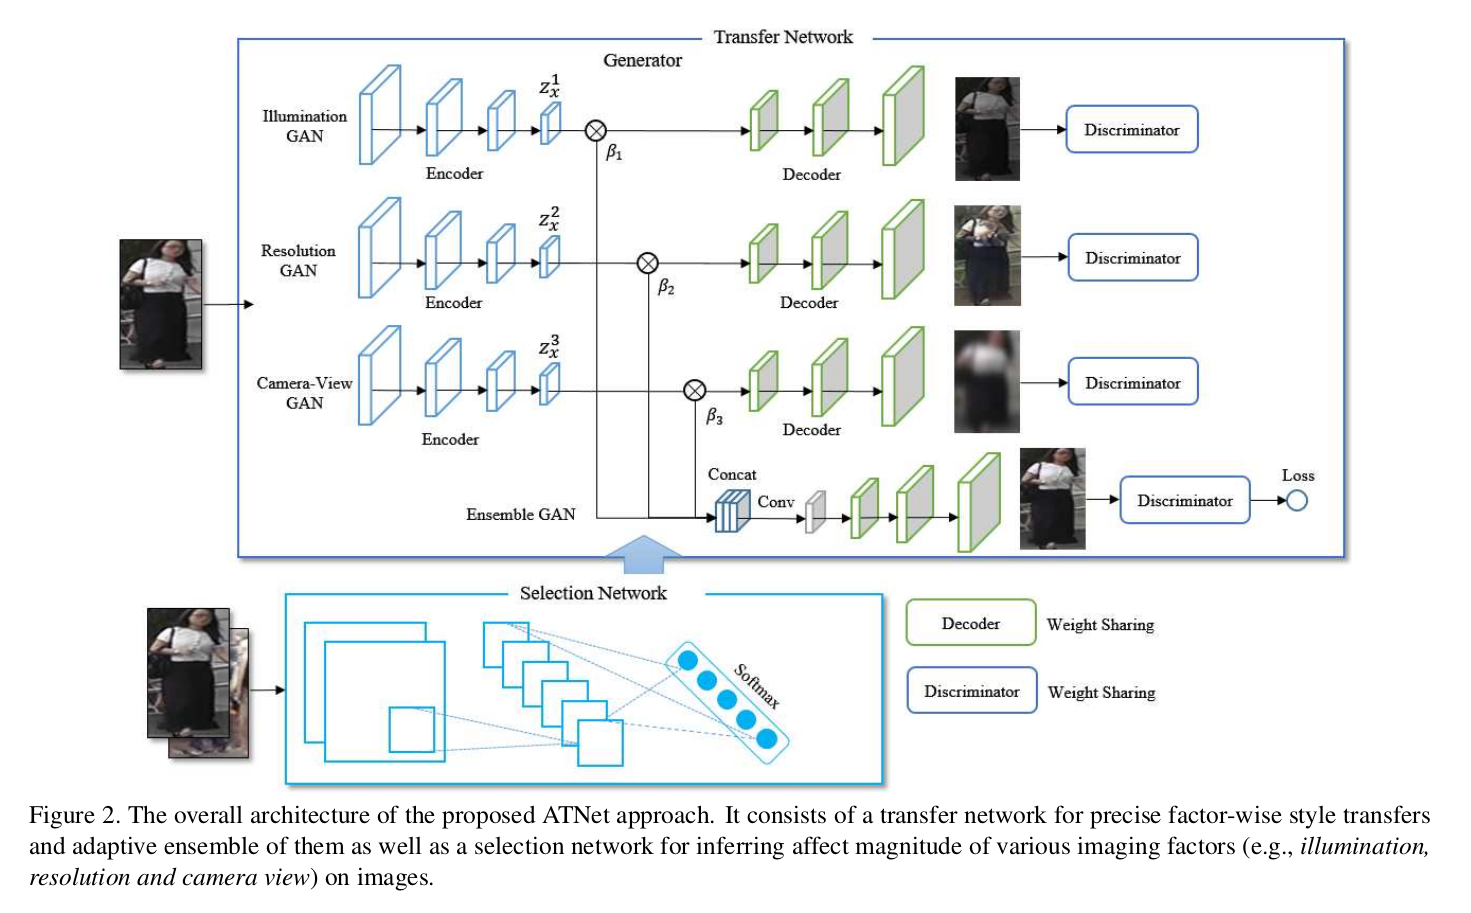 Transfer Network
Generator
Illumination
GAN
z_x^1
β1
Encoder
Decoder
Discriminator
Resolution
GAN
z_x^2
β2
Encoder
Decoder
Discriminator
Camera-View
GAN
z_x^3
β3
Encoder
Decoder
Discriminator
Ensemble GAN
Concat
Conv
Discriminator
Loss
Selection Network
Softmax
Decoder
Weight Sharing
Discriminator
Weight Sharing
Figure 2. The overall architecture of the proposed ATNet approach. It consists of a transfer network for precise factor-wise style transfers
and adaptive ensemble of them as well as a selection network for inferring affect magnitude of various imaging factors (e.g., illumination,
resolution and camera view) on images.